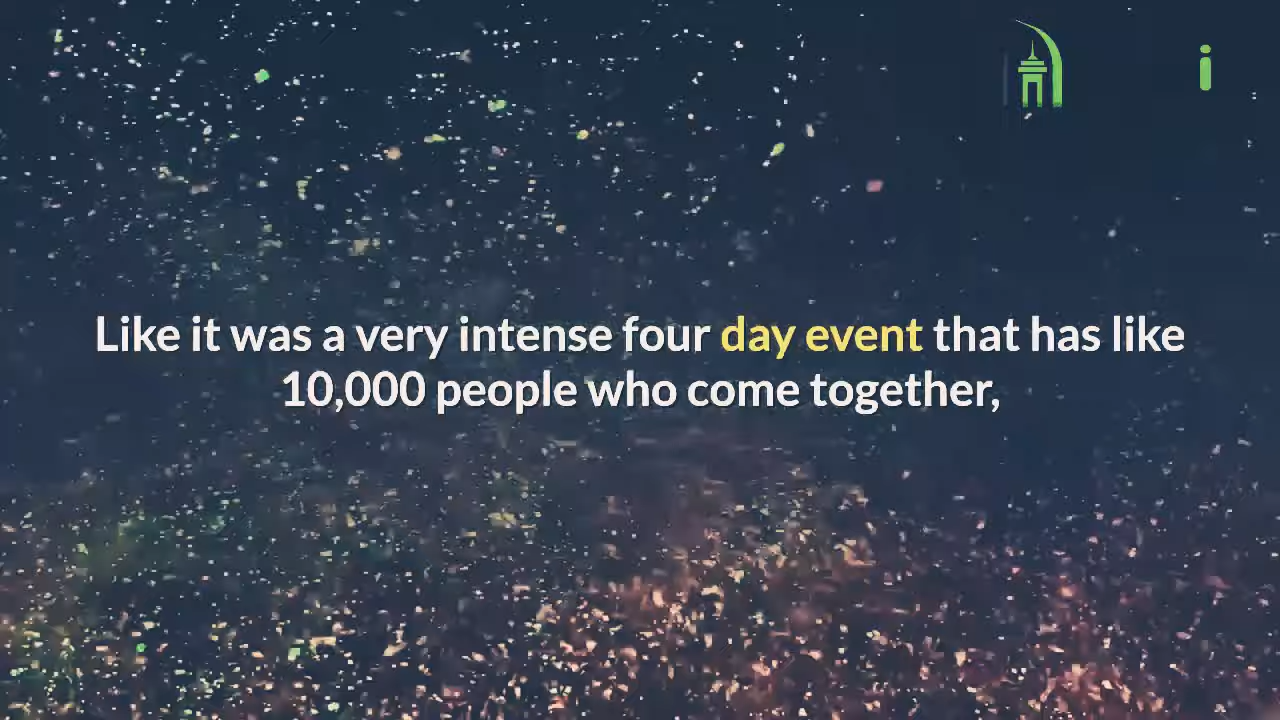 i
Like it was a very intense four day event that has like
10,000 people who come together,